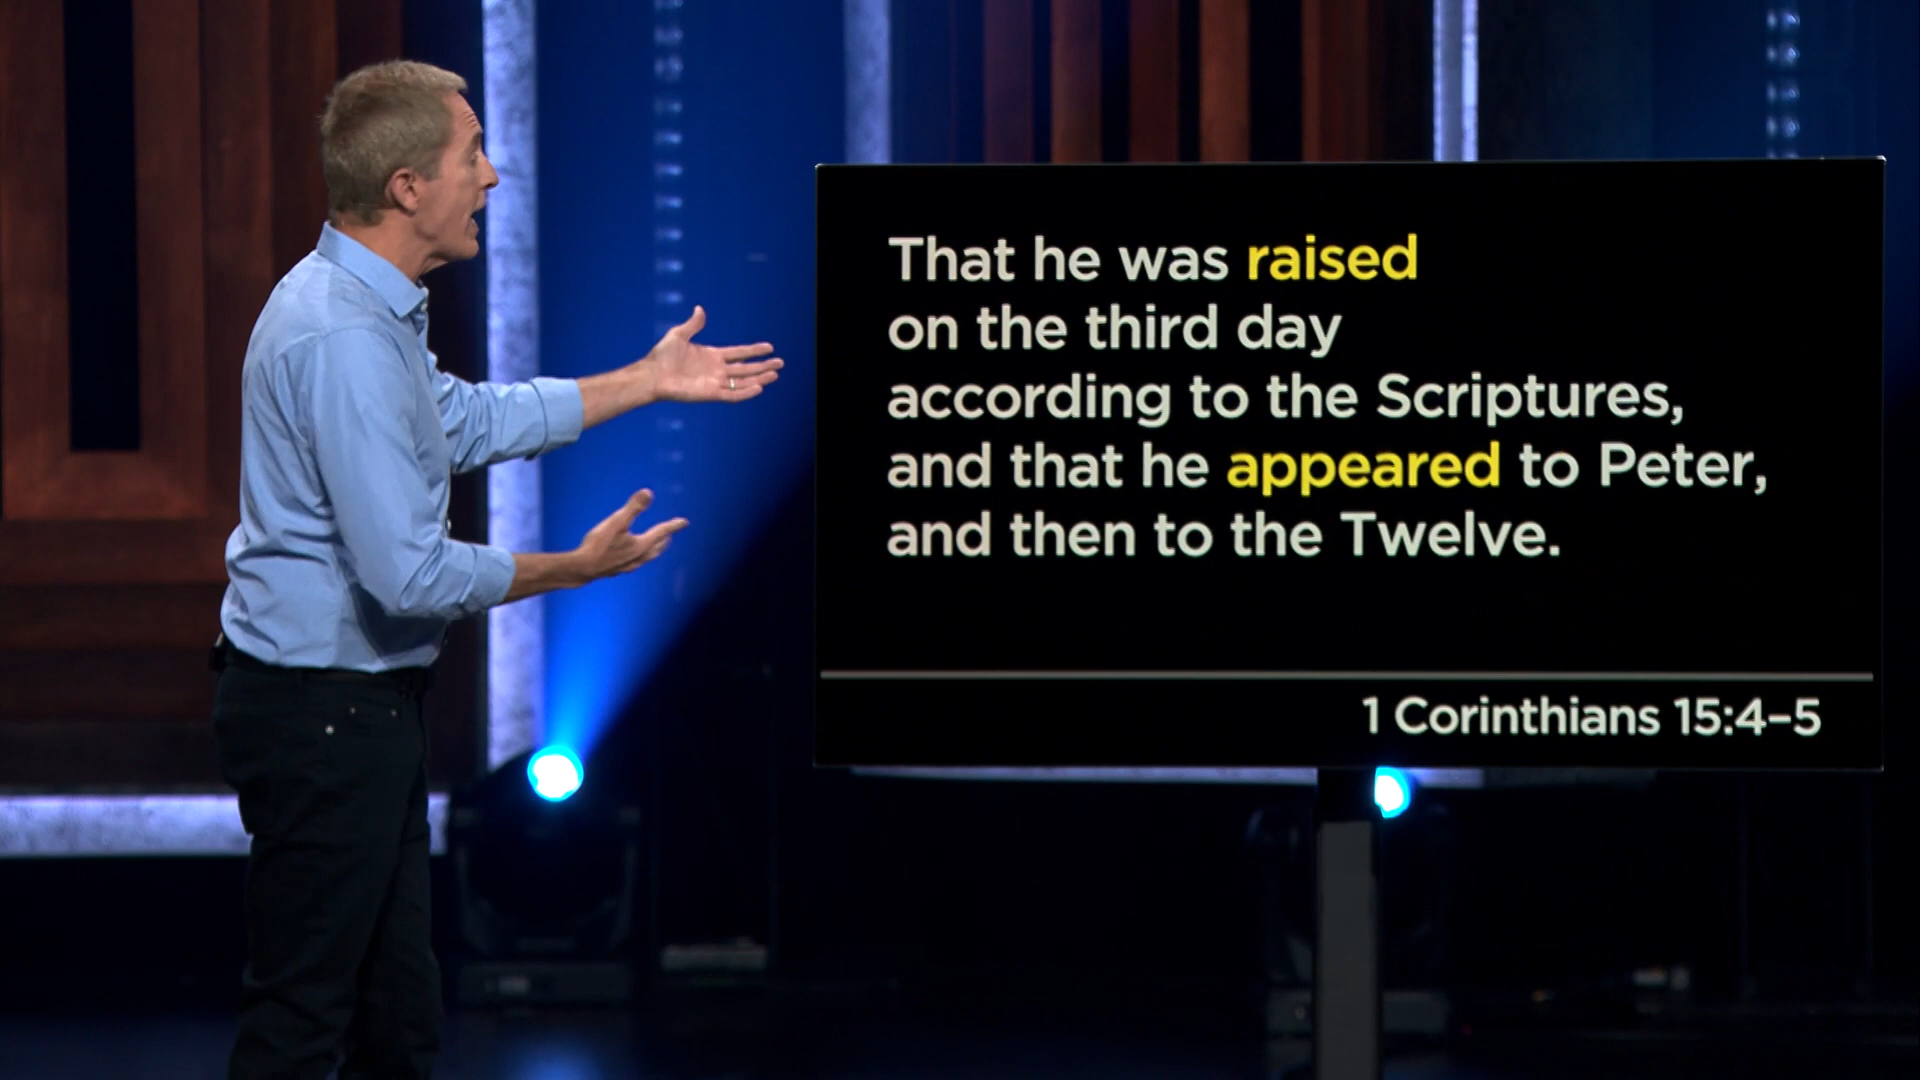 That he was raised
on the third day
according to the Scriptures,
and that he appeared to Peter,
and then to the Twelve.
1 Corinthians 15:4–5